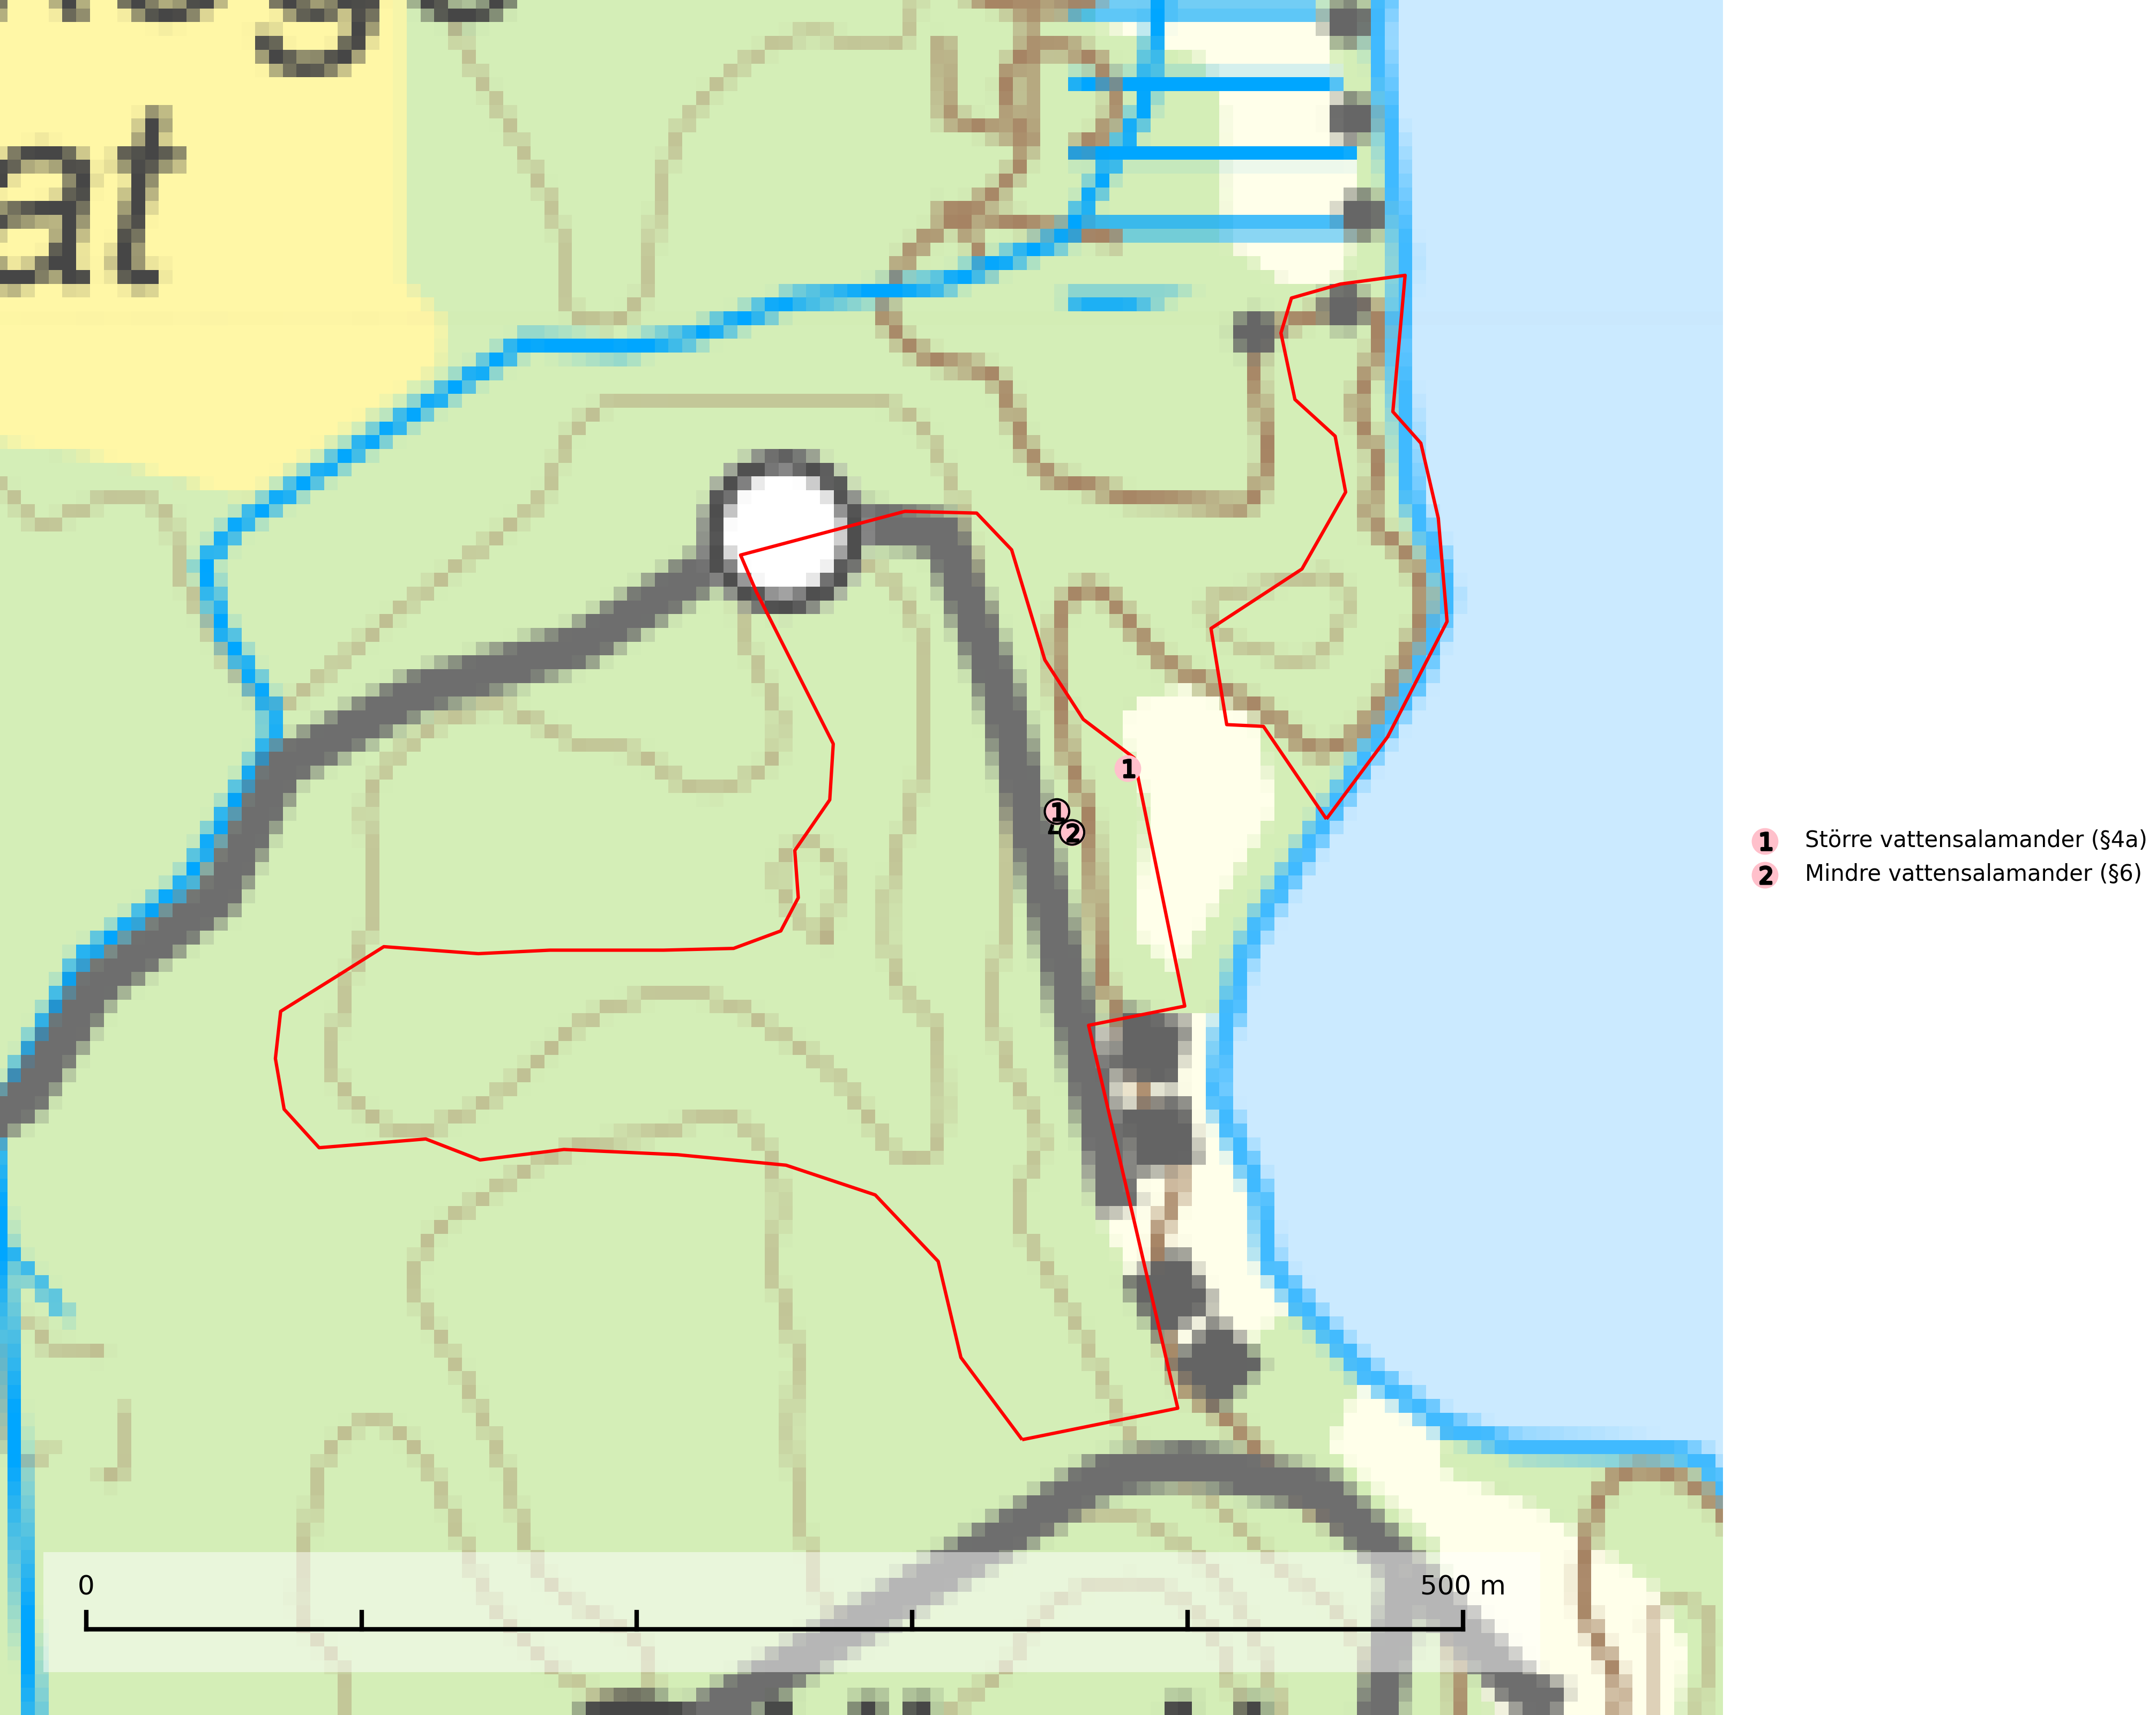 at
1
1
2
1 Större vattensalamander (§4a)
2 Mindre vattensalamander (§6)
0 500 m